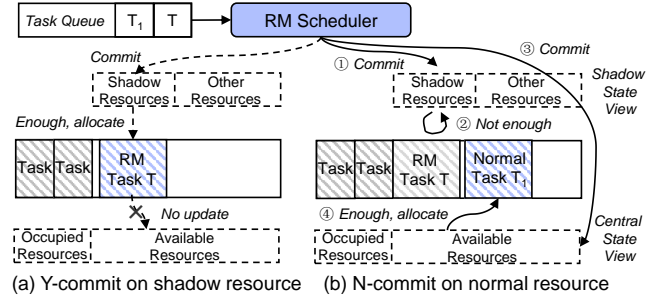 Task Queue T1 T
RM Scheduler
Commit
① Commit
③ Commit
Shadow Resources
Other Resources
Shadow Resources
Other Resources
Shadow State View
Enough, allocate
② Not enough
Task Task RM Task T
Task Task RM Task T Normal Task T1
No update
④ Enough, allocate
Occupied Resources
Available Resources
Occupied Resources
Available Resources
Central State View
(a) Y-commit on shadow resource
(b) N-commit on normal resource